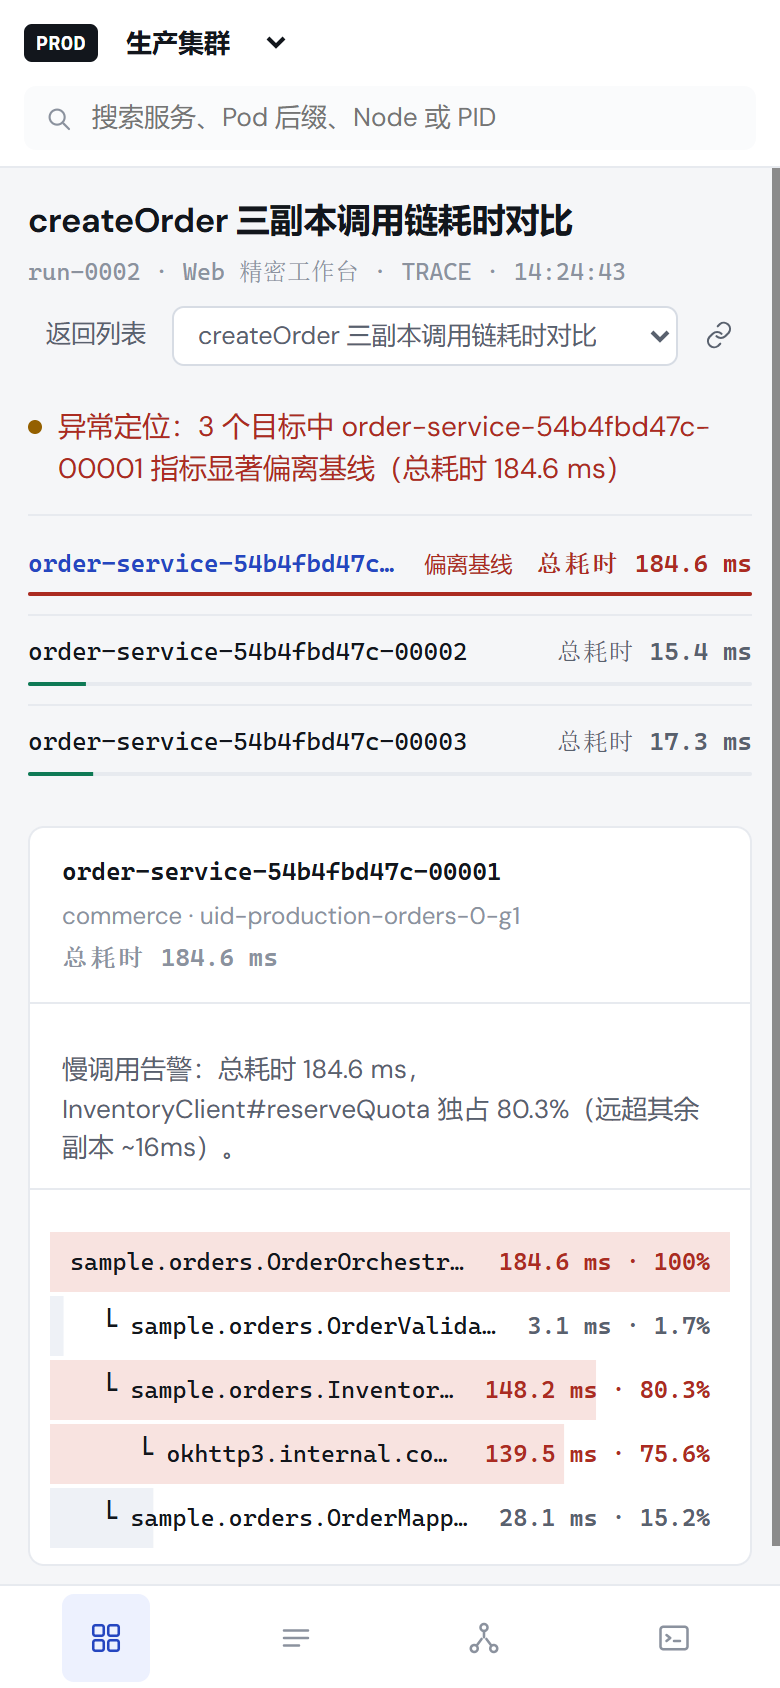 PROD 生产集群
搜索服务、Pod 后缀、Node 或 PID
createOrder 三副本调用链耗时对比
run-0002 · Web 精密工作台 · TRACE · 14:24:43
返回列表 createOrder 三副本调用链耗时对比
异常定位：3 个目标中 order-service-54b4fbd47c-
00001 指标显著偏离基线（总耗时 184.6 ms）
order-service-54b4fbd47c… 偏离基线 总耗时 184.6 ms
order-service-54b4fbd47c-00002 总耗时 15.4 ms
order-service-54b4fbd47c-00003 总耗时 17.3 ms
order-service-54b4fbd47c-00001
commerce · uid-production-orders-0-g1
总耗时 184.6 ms
慢调用告警：总耗时 184.6 ms，
InventoryClient#reserveQuota 独占 80.3%（远超其余
副本 ~16ms）。
sample.orders.OrderOrchestr… 184.6 ms · 100%
└ sample.orders.OrderValida… 3.1 ms · 1.7%
└ sample.orders.Inventor… 148.2 ms · 80.3%
└ okhttp3.internal.co… 139.5 ms · 75.6%
└ sample.orders.OrderMapp… 28.1 ms · 15.2%